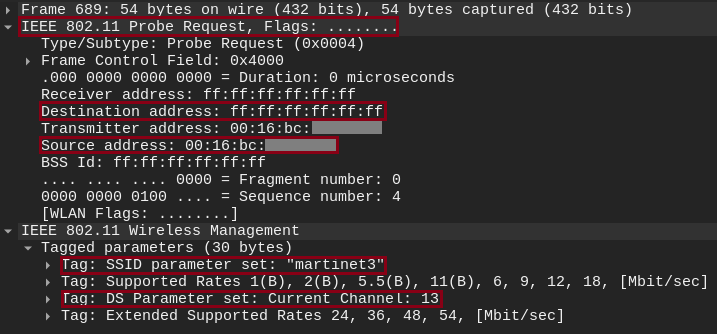 Frame 689: 54 bytes on wire (432 bits), 54 bytes captured (432 bits)
IEEE 802.11 Probe Request, Flags: ........
Type/Subtype: Probe Request (0x0004)
Frame Control Field: 0x4000
.000 0000 0000 0000 = Duration: 0 microseconds
Receiver address: ff:ff:ff:ff:ff:ff
Destination address: ff:ff:ff:ff:ff:ff
Transmitter address: 00:16:bc:
Source address: 00:16:bc:
BSS Id: ff:ff:ff:ff:ff:ff
.... .... .... 0000 = Fragment number: 0
0000 0000 0100 .... = Sequence number: 4
[WLAN Flags: ........]
IEEE 802.11 Wireless Management
Tagged parameters (30 bytes)
Tag: SSID parameter set: "martinet3"
Tag: Supported Rates 1(B), 2(B), 5.5(B), 11(B), 6, 9, 12, 18, [Mbit/sec]
Tag: DS Parameter set: Current Channel: 13
Tag: Extended Supported Rates 24, 36, 48, 54, [Mbit/sec]